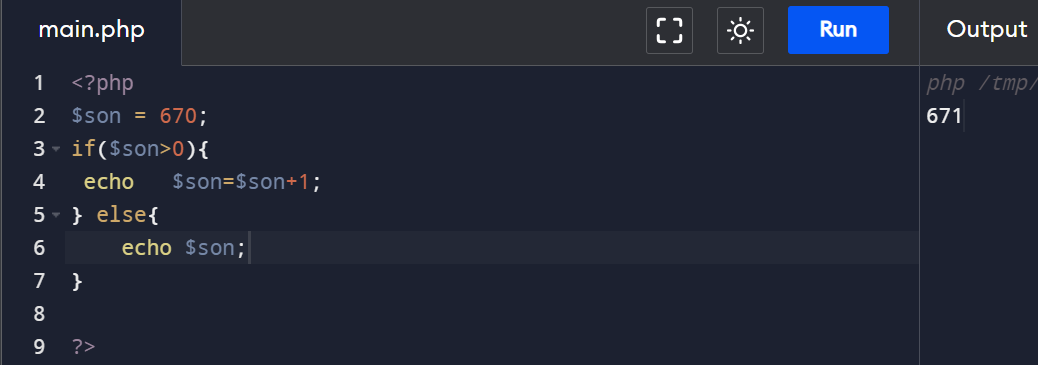 main.php
Run
Output
1 <?php
2 $son = 670;
3 if($son>0){
4  echo   $son=$son+1;
5 } else{
6     echo $son;
7 }
8
9 ?>
php /tmp/
671